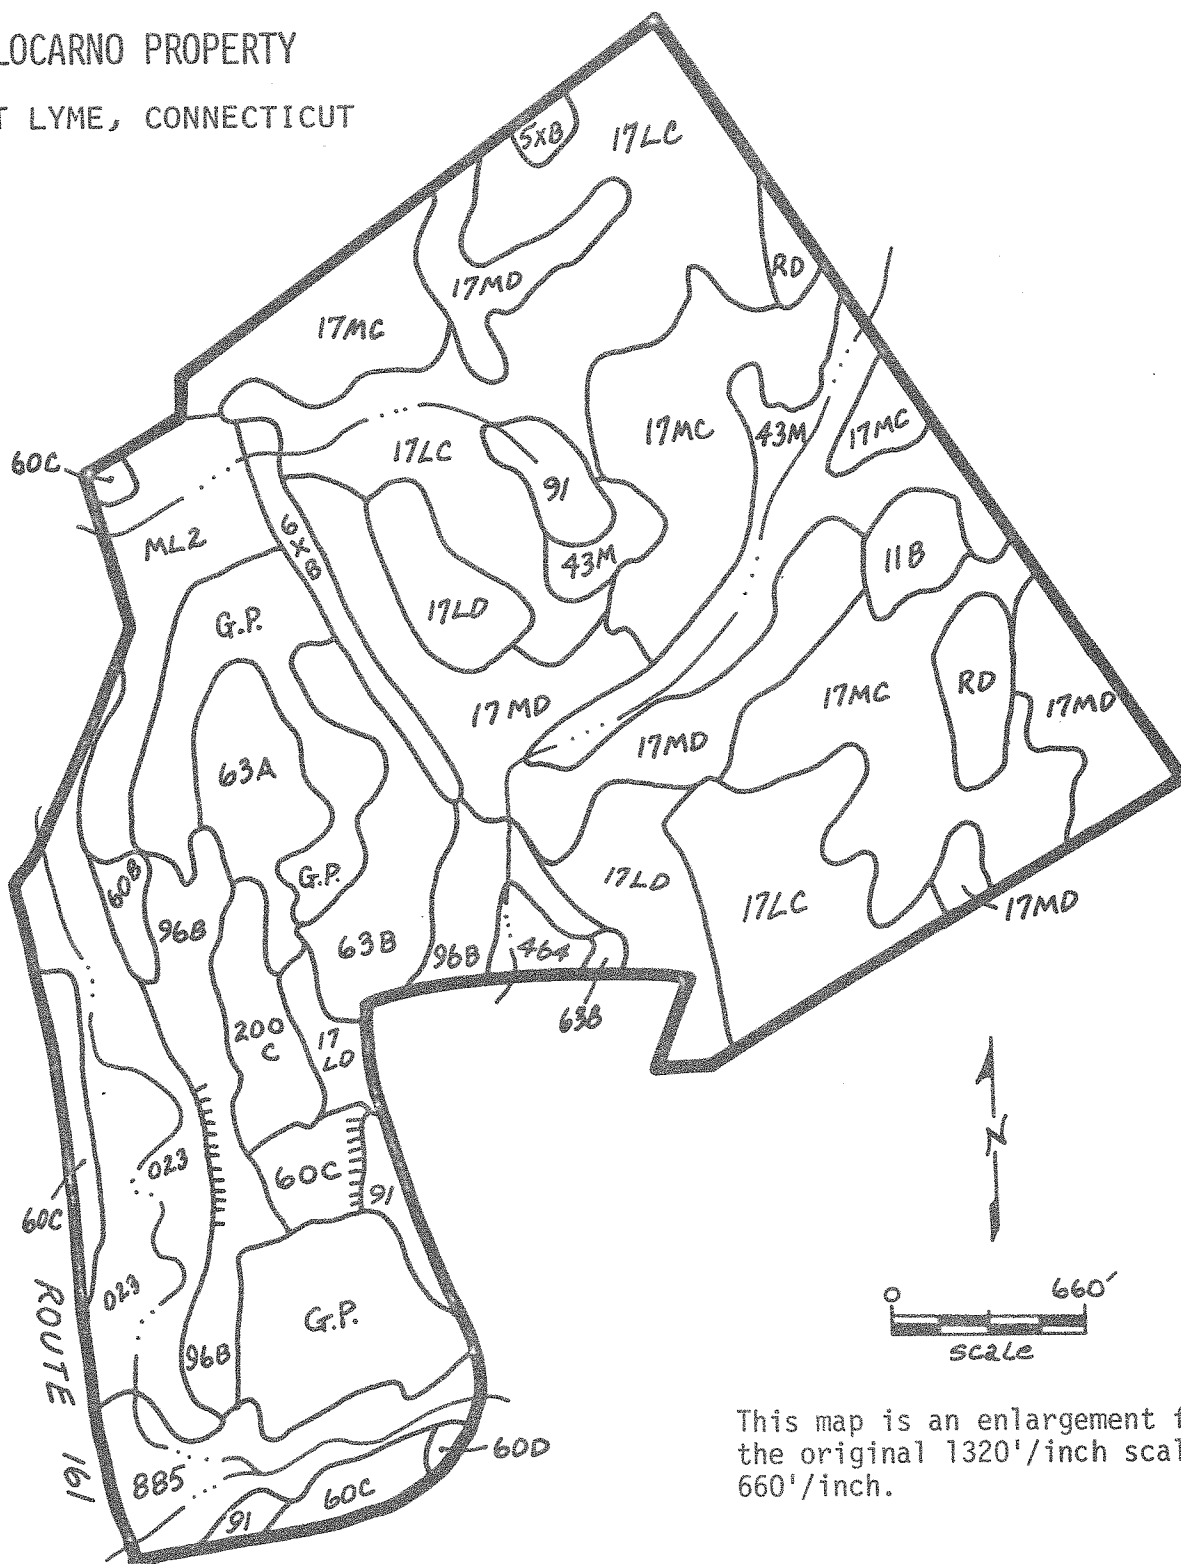 LOCARNO PROPERTY
T LYME, CONNECTICUT
5XB
17LC
RD
17MD
17MC
17MC
43M
17MC
60C
17LC
91
ML2
6XB
43M
11B
G.P.
17LD
RD
17MC
17MD
17MD
17MD
63A
60B
G.P.
17LD
17LC
17MD
96B
63B
96B
464
63B
200
C
17
LD
N
023
60C
91
60C
023
0 660'
scale
G.P.
96B
ROUTE 161
This map is an enlargement f
the original 1320'/inch scal
660'/inch.
60D
885
60C
91